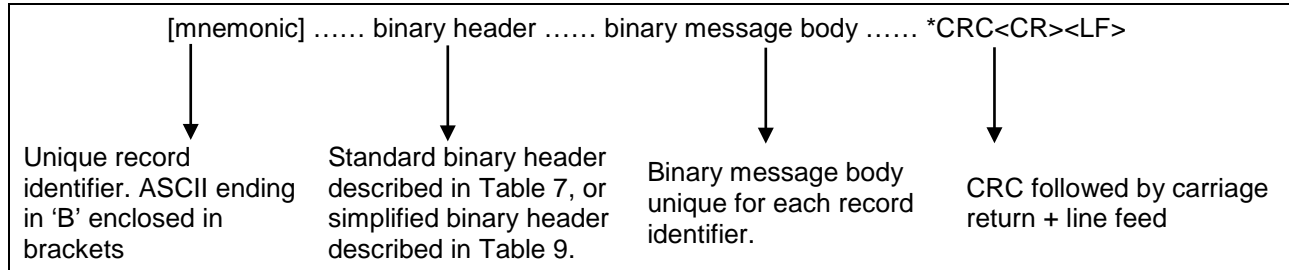 [mnemonic] …… binary header …… binary message body …… *CRC<CR><LF>
Unique record
identifier. ASCII ending
in ‘B’ enclosed in
brackets
Standard binary header
described in Table 7, or
simplified binary header
described in Table 9.
Binary message body
unique for each record
identifier.
CRC followed by carriage
return + line feed